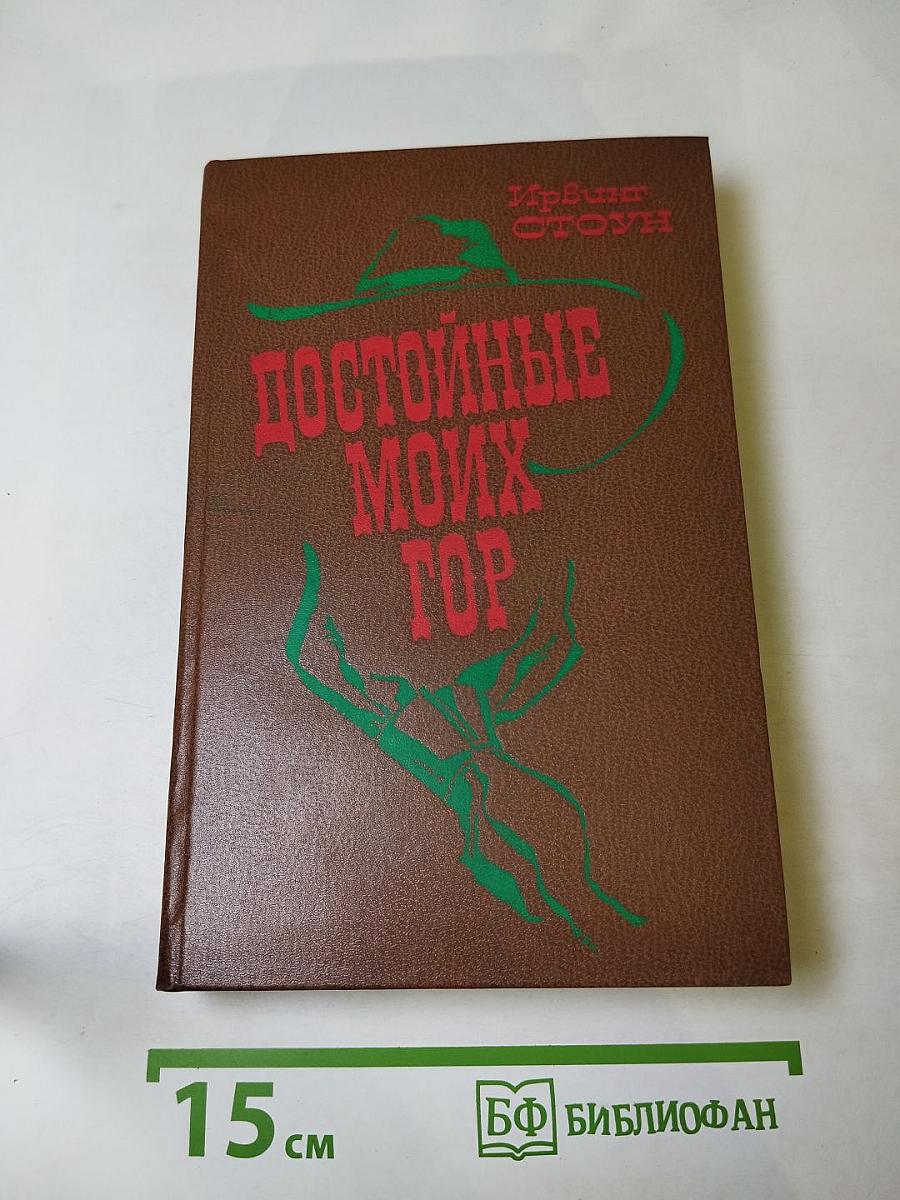 Ирвинг
СТОУН
ДОСТОЙНЫЕ
МОИХ
ГОР
15 см
БФ БИБЛИОФАН